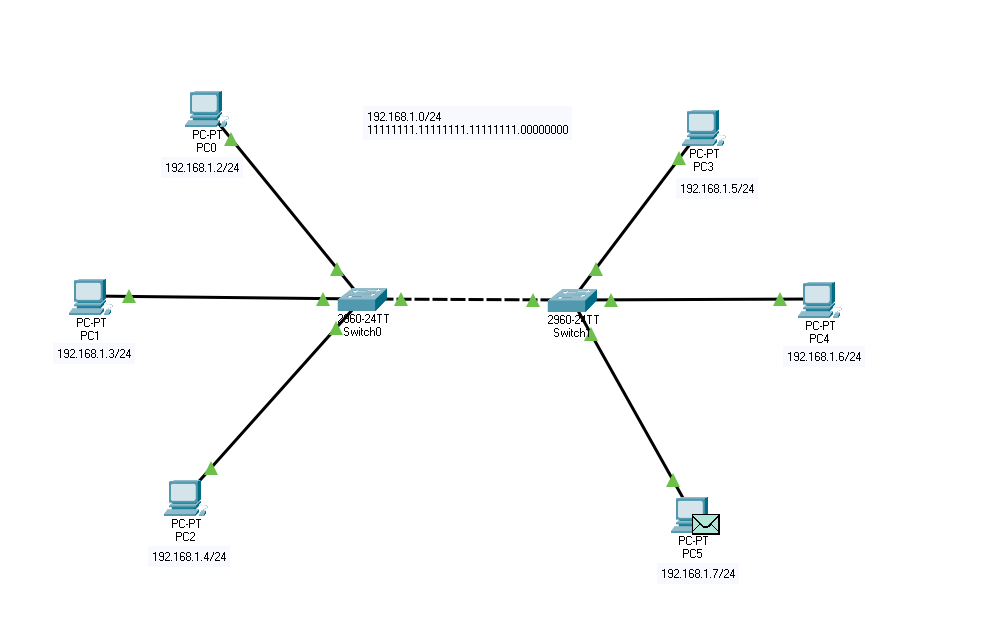 192.168.1.0/24
11111111.11111111.11111111.00000000
PC-PT
PC0
192.168.1.2/24
PC-PT
PC3
192.168.1.5/24
PC-PT
PC1
192.168.1.3/24
2960-24TT
Switch0
2960-24TT
Switch1
PC-PT
PC4
192.168.1.6/24
PC-PT
PC2
192.168.1.4/24
PC-PT
PC5
192.168.1.7/24